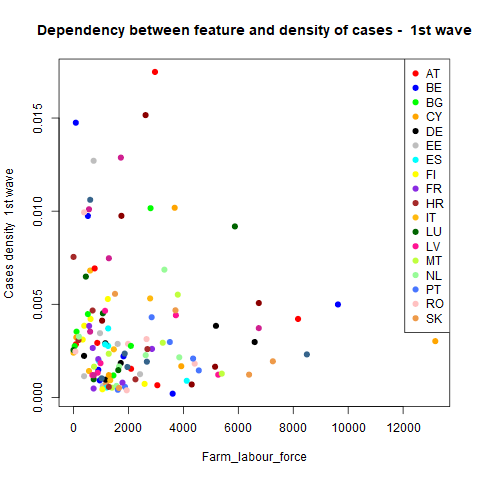 Dependency between feature and density of cases - 1st wave
Cases density 1st wave
0.015
0.010
0.005
0.000
AT
BE
BG
CY
DE
EE
ES
FI
FR
HR
IT
LU
LV
MT
NL
PT
RO
SK
0 2000 4000 6000 8000 10000 12000
Farm_labour_force